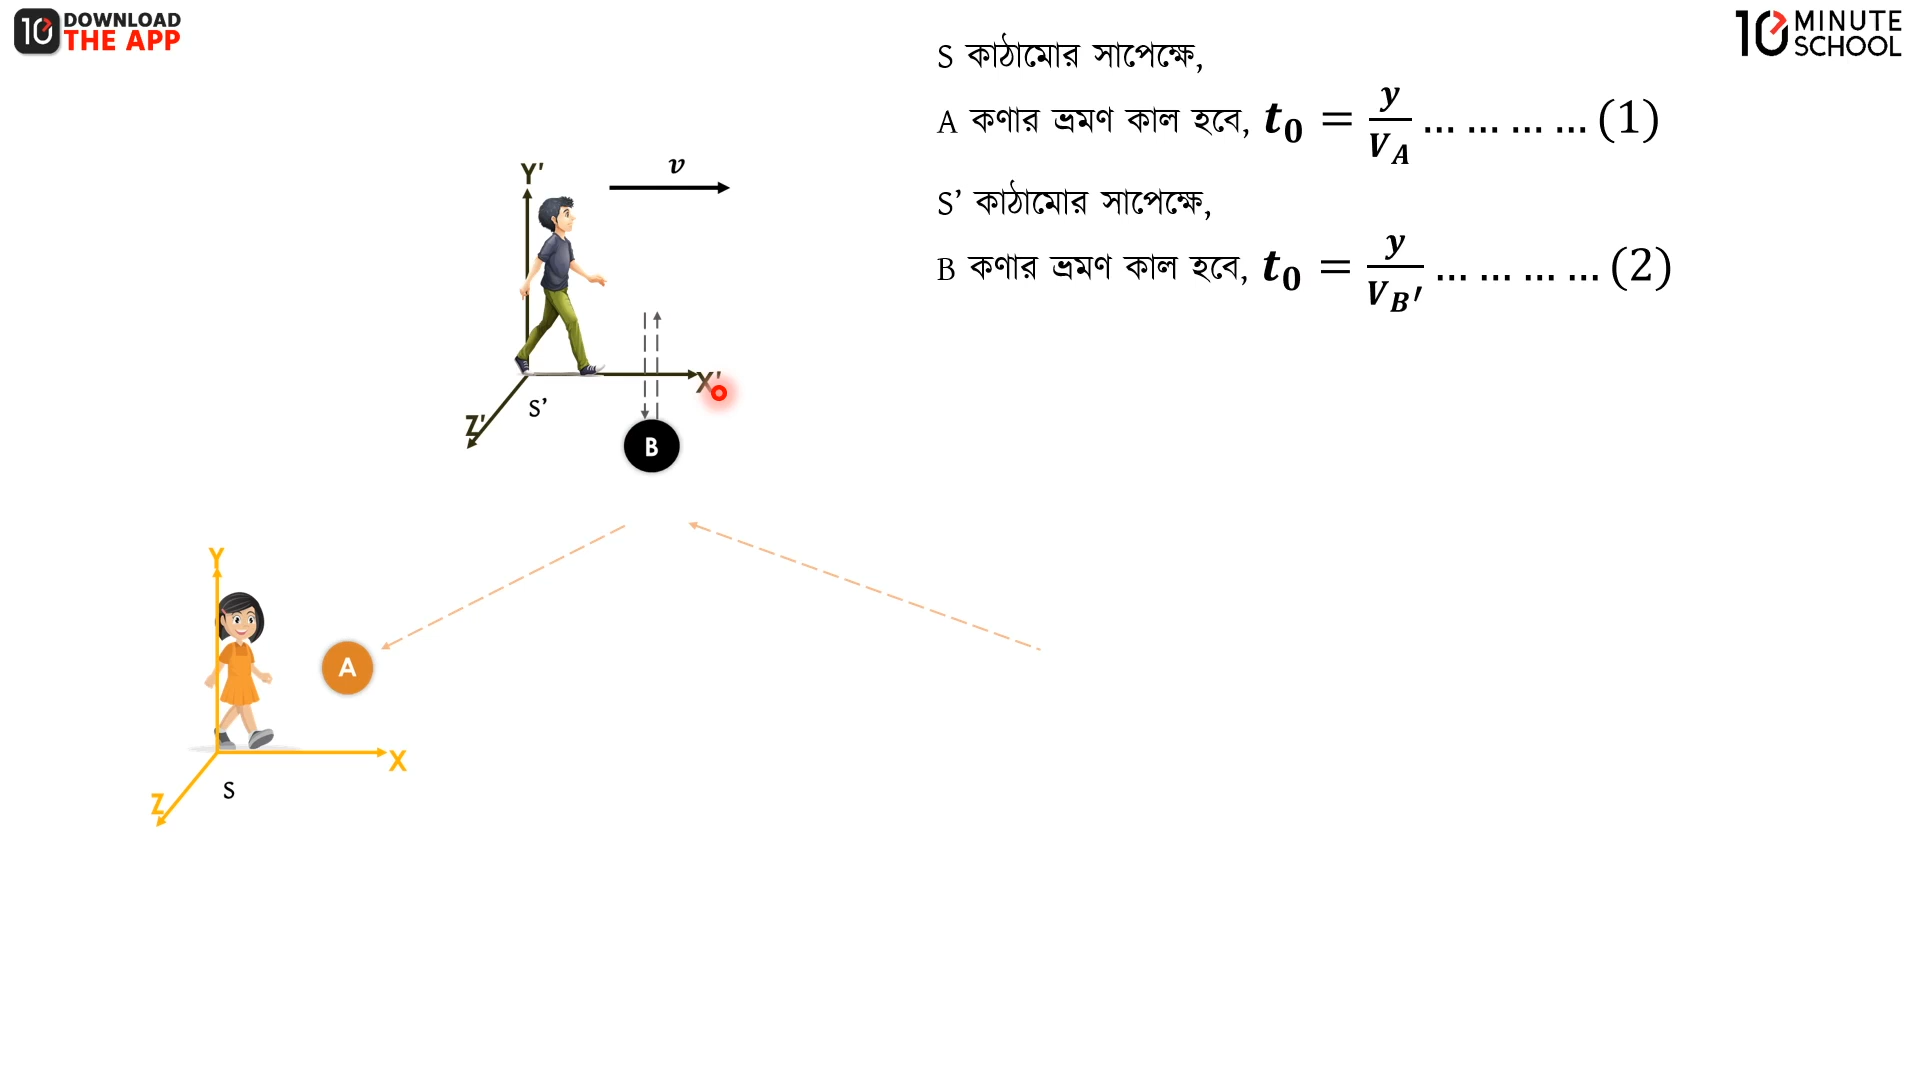 10 DOWNLOAD
THE APP
10 MINUTE
SCHOOL
S কাঠামোর সাপেক্ষে,
A কণার ভ্রমণ কাল হবে, t₀ = y/V_A ... ... ... ... (1)
S’ কাঠামোর সাপেক্ষে,
B কণার ভ্রমণ কাল হবে, t₀ = y/V_B′ ... ... ... ... (2)
v
Y'
X'
S’
Z'
B
Y
A
X
S
Z